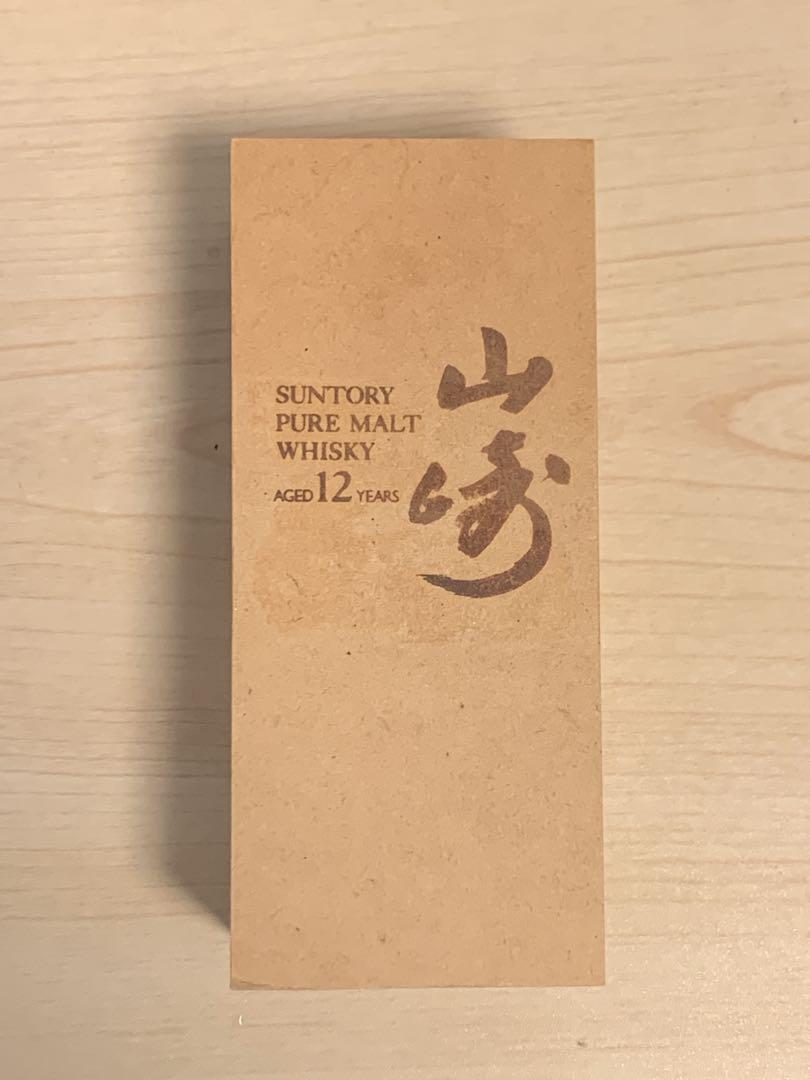 SUNTORY
PURE MALT
WHISKY
AGED 12 YEARS
山崎